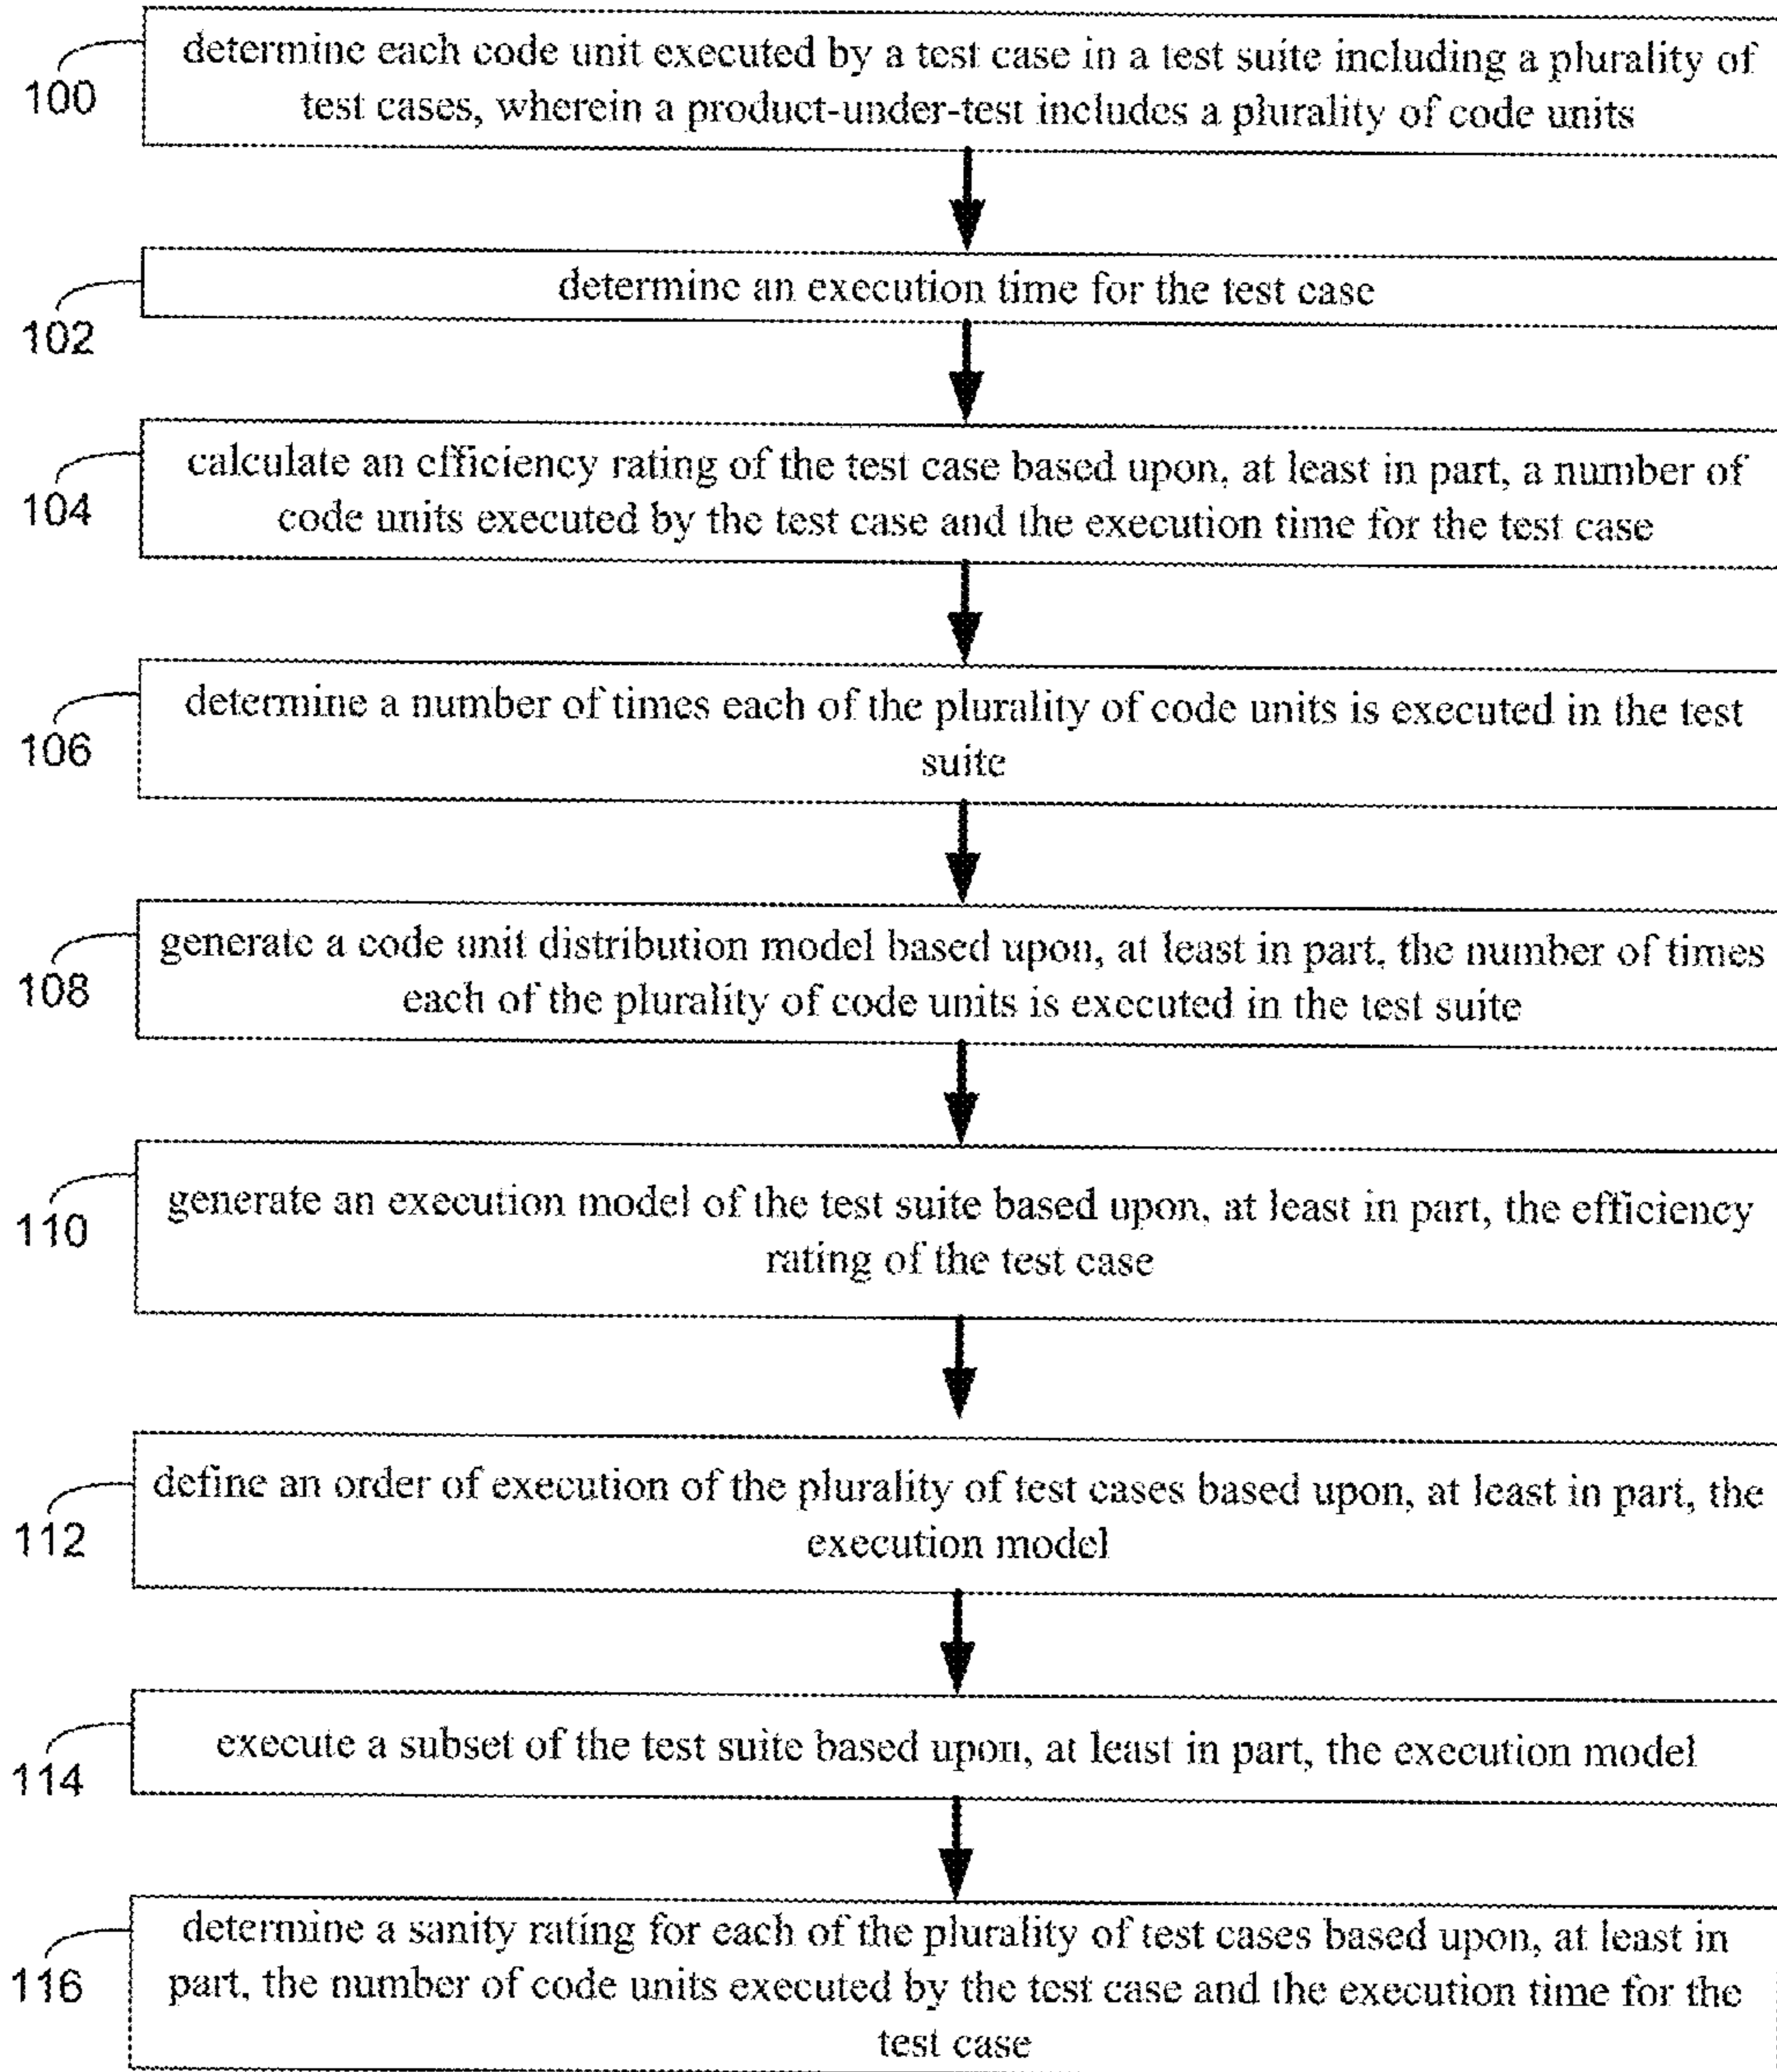 determine each code unit executed by a test case in a test suite including a plurality of
100
test cases, wherein a product-under-test includes a plurality of code units
determine an execution time for the test case
102
calculate an efficiency rating of the test case based upon, at least in part, a number of
104
code units executed by the test case and the execution time for the test case
determine a number of times each of the plurality of code units is executed in the test
106
suite
generate a code unit distribution model based upon, at least in part, the number of times
108
each of the plurality of code units is executed in the test suite
generate an execution model of the test suite based upon, at least in part, the efficiency
110
rating of the test case
define an order of execution of the plurality of test cases based upon, at least in part, the
112
execution model
execute a subset of the test suite based upon, at least in part, the execution model
114
determine a sanity rating for each of the plurality of test cases based upon, at least in
116
part, the number of code units executed by the test case and the execution time for the
test case